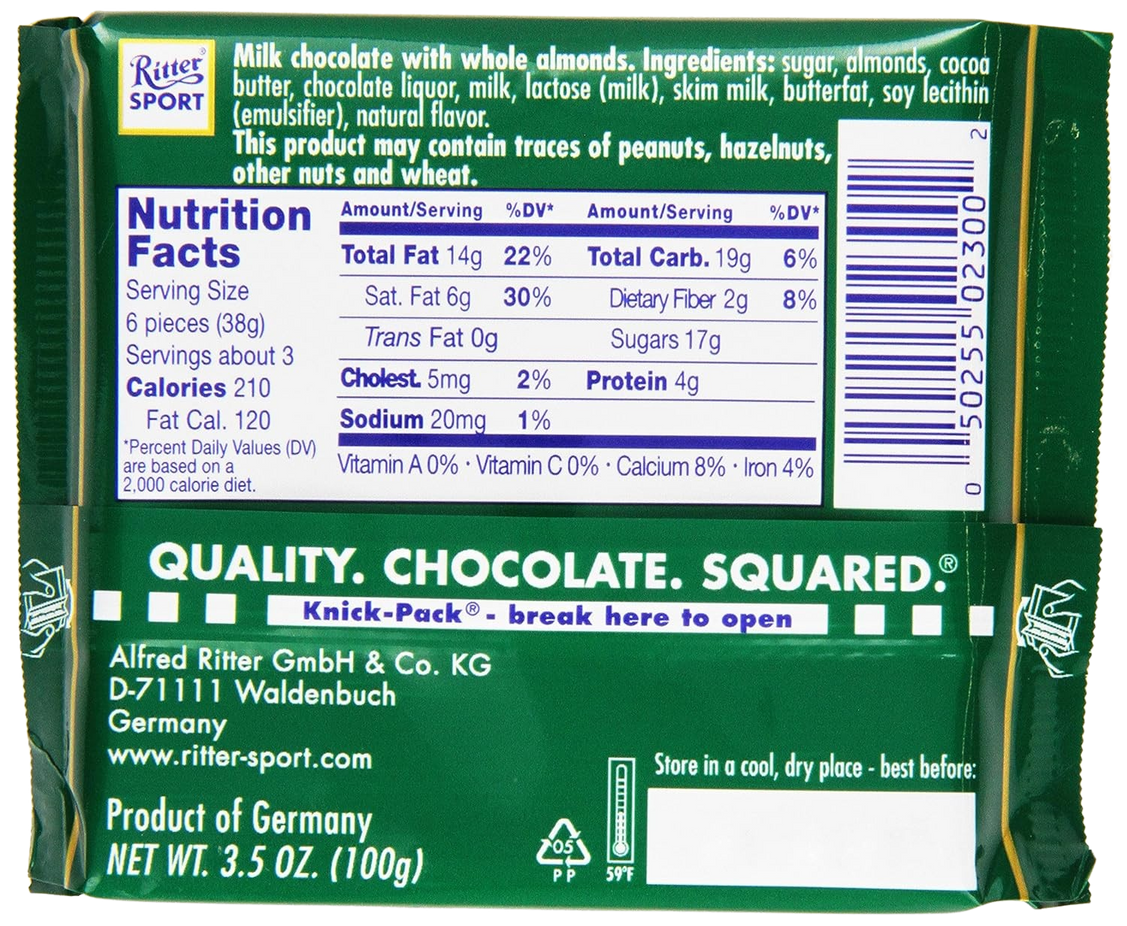 Ritter®
SPORT
Milk chocolate with whole almonds. Ingredients: sugar, almonds, cocoa
butter, chocolate liquor, milk, lactose (milk), skim milk, butterfat, soy lecithin
(emulsifier), natural flavor.
This product may contain traces of peanuts, hazelnuts,
other nuts and wheat.
Nutrition
Facts
Serving Size
6 pieces (38g)
Servings about 3
Calories 210
Fat Cal. 120
*Percent Daily Values (DV)
are based on a
2,000 calorie diet.
Amount/Serving %DV* Amount/Serving %DV*
Total Fat 14g 22% Total Carb. 19g 6%
Sat. Fat 6g 30% Dietary Fiber 2g 8%
Trans Fat 0g Sugars 17g
Cholest. 5mg 2% Protein 4g
Sodium 20mg 1%
Vitamin A 0% · Vitamin C 0% · Calcium 8% · Iron 4%
0 50255 02300 2
QUALITY. CHOCOLATE. SQUARED.®
Knick-Pack® - break here to open
Alfred Ritter GmbH & Co. KG
D-71111 Waldenbuch
Germany
www.ritter-sport.com
Product of Germany
NET WT. 3.5 OZ. (100g)
05
PP
59°F
Store in a cool, dry place - best before: